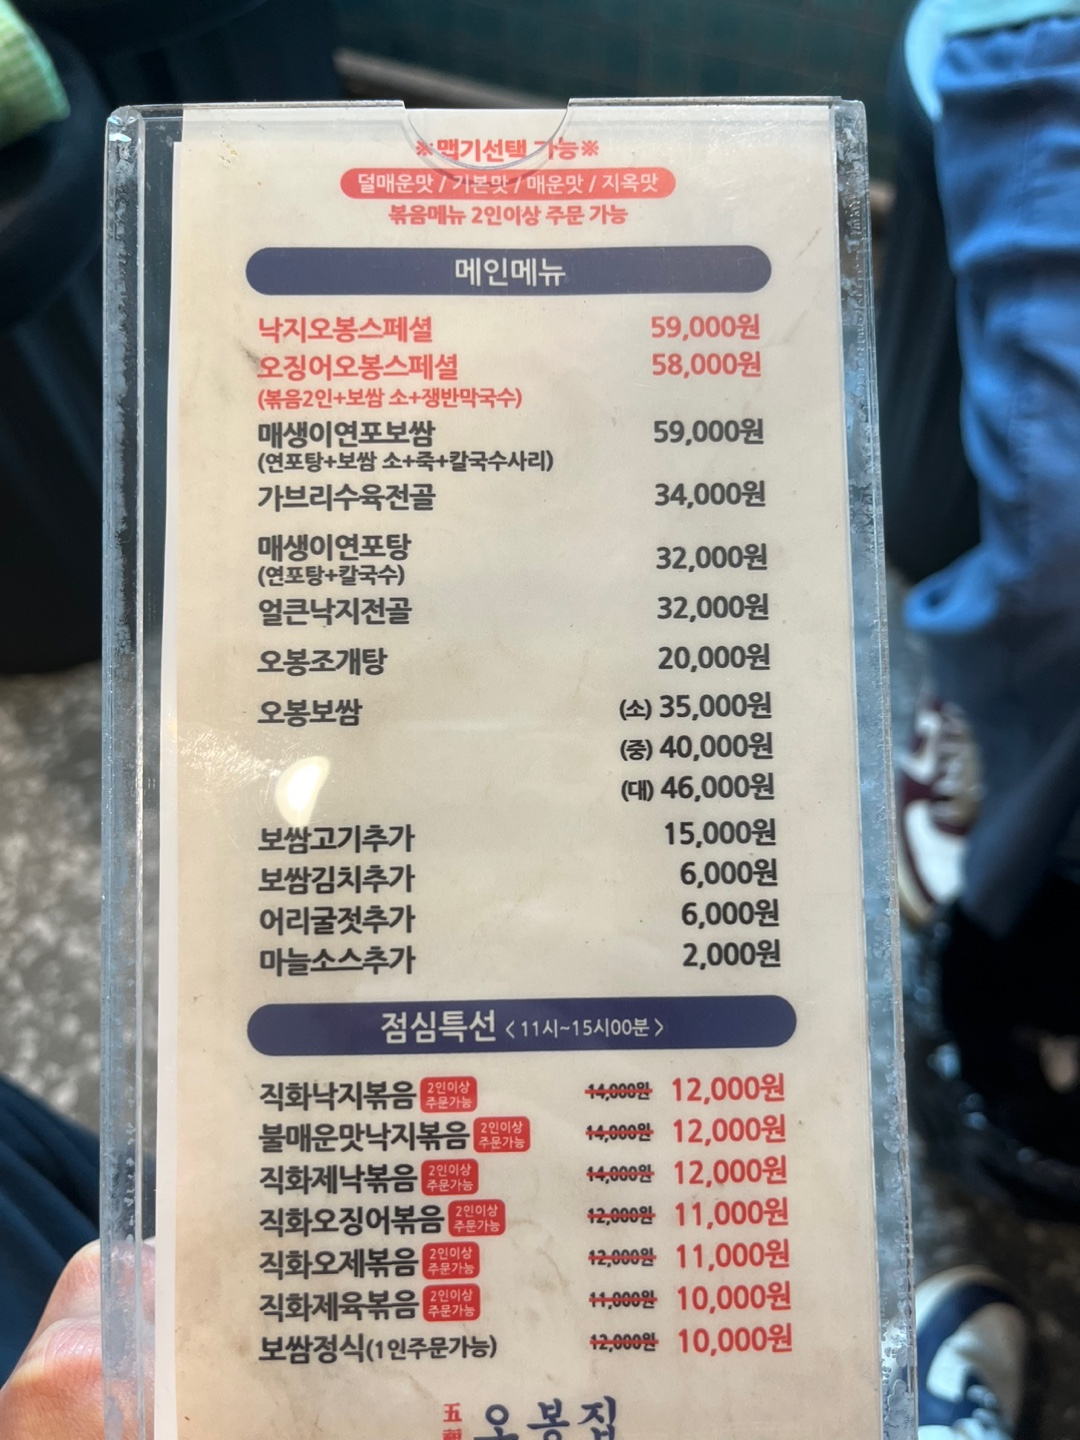 ※맵기선택 가능※
덜매운맛 / 기본맛 / 매운맛 / 지옥맛
볶음메뉴 2인이상 주문 가능
메인메뉴
낙지오봉스페셜 59,000원
오징어오봉스페셜 58,000원
(볶음2인+보쌈 소+쟁반막국수)
매생이연포보쌈 59,000원
(연포탕+보쌈 소+죽+칼국수사리)
가브리수육전골 34,000원
매생이연포탕 32,000원
(연포탕+칼국수)
얼큰낙지전골 32,000원
오봉조개탕 20,000원
오봉보쌈 (소) 35,000원
(중) 40,000원
(대) 46,000원
보쌈고기추가 15,000원
보쌈김치추가 6,000원
어리굴젓추가 6,000원
마늘소스추가 2,000원
점심특선 < 11시~15시00분 >
직화낙지볶음 2인이상 주문가능 14,000원 12,000원
불매운맛낙지볶음 2인이상 주문가능 14,000원 12,000원
직화제낙볶음 2인이상 주문가능 14,000원 12,000원
직화오징어볶음 2인이상 주문가능 12,000원 11,000원
직화오제볶음 2인이상 주문가능 12,000원 11,000원
직화제육볶음 2인이상 주문가능 11,000원 10,000원
보쌈정식(1인주문가능) 12,000원 10,000원
五 오봉집